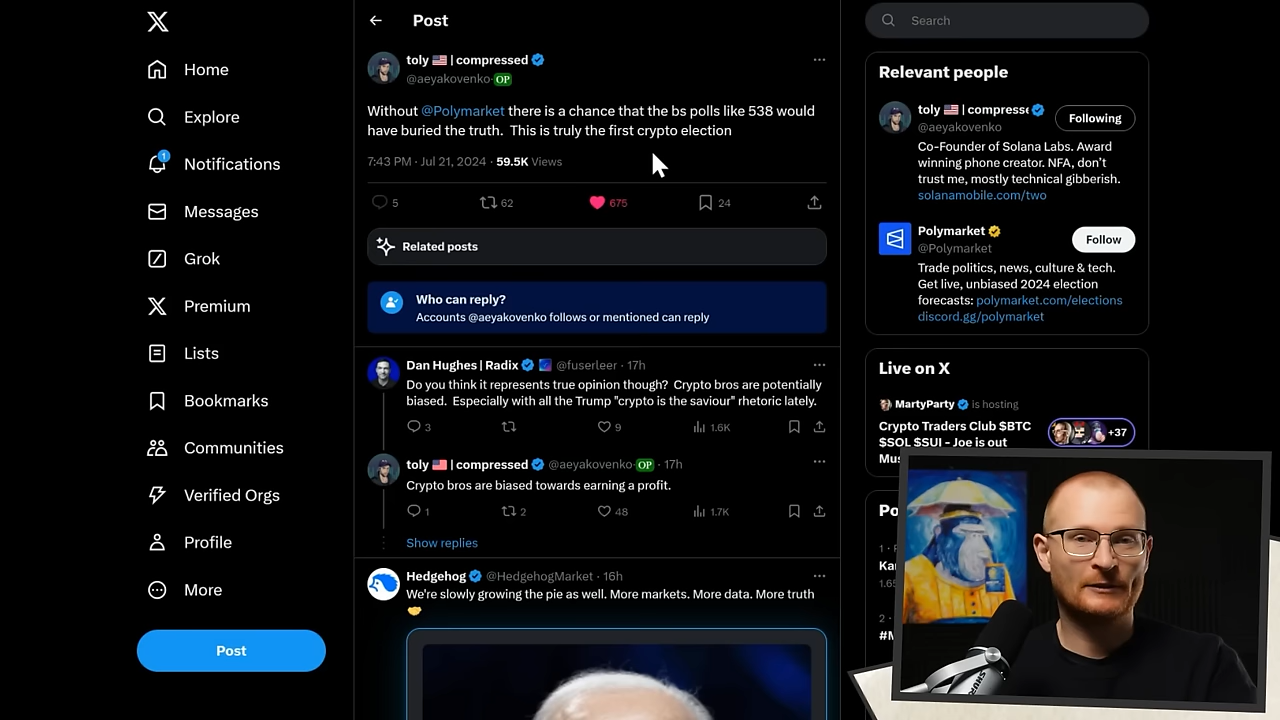 Home
Explore
1
Notifications
Messages
Grok
Premium
Lists
Bookmarks
Communities
Verified Orgs
Profile
More
Post
Post
toly 🇺🇸 | compressed
@aeyakovenko OP
Without @Polymarket there is a chance that the bs polls like 538 would
have buried the truth. This is truly the first crypto election
7:43 PM · Jul 21, 2024 · 59.5K Views
5 62 675 24
Related posts
Who can reply?
Accounts @aeyakovenko follows or mentioned can reply
Dan Hughes | Radix @fuserleer · 17h
Do you think it represents true opinion though? Crypto bros are potentially
biased. Especially with all the Trump "crypto is the saviour" rhetoric lately.
3 9 1.6K
toly 🇺🇸 | compressed @aeyakovenko OP · 17h
Crypto bros are biased towards earning a profit.
1 2 48 1.7K
Show replies
Hedgehog @HedgehogMarket · 16h
We're slowly growing the pie as well. More markets. More data. More truth
🤝
Search
Relevant people
toly 🇺🇸 | compresse
Following
@aeyakovenko
Co-Founder of Solana Labs. Award
winning phone creator. NFA, don't
trust me, mostly technical gibberish.
solanamobile.com/two
Polymarket
Follow
@Polymarket
Trade politics, news, culture & tech.
Get live, unbiased 2024 election
forecasts: polymarket.com/elections
discord.gg/polymarket
Live on X
MartyParty is hosting
Crypto Traders Club $BTC
$SOL $SUI - Joe is out
+37
SHURE